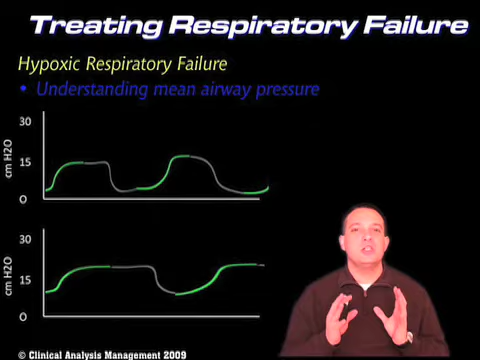 Treating Respiratory Failure
Hypoxic Respiratory Failure
• Understanding mean airway pressure
30
15
0
cm H2O
30
15
0
cm H2O
© Clinical Analysis Management 2009